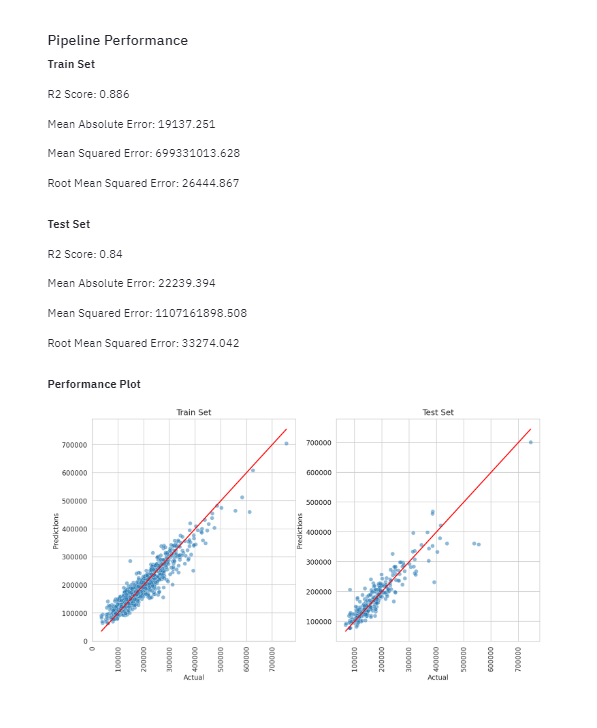 Pipeline Performance
Train Set
R2 Score: 0.886
Mean Absolute Error: 19137.251
Mean Squared Error: 699331013.628
Root Mean Squared Error: 26444.867
Test Set
R2 Score: 0.84
Mean Absolute Error: 22239.394
Mean Squared Error: 1107161898.508
Root Mean Squared Error: 33274.042
Performance Plot
Train Set
700000
600000
500000
400000
300000
200000
100000
0
Predictions
0
100000
200000
300000
400000
500000
600000
700000
Actual
Test Set
700000
600000
500000
400000
300000
200000
100000
Predictions
100000
200000
300000
400000
500000
600000
700000
Actual